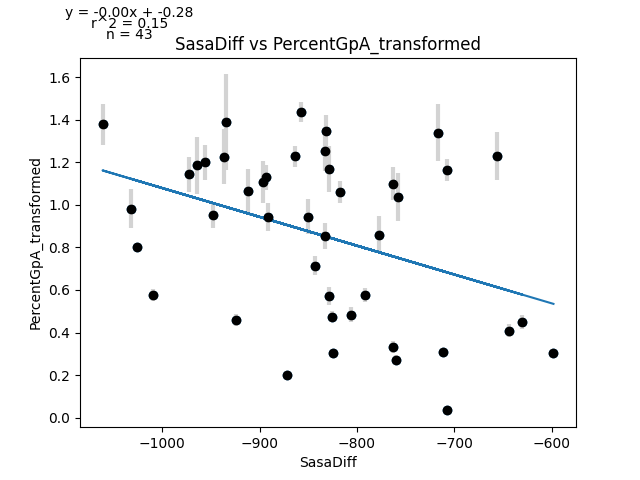 y = -0.00x + -0.28
r^2 = 0.15
n = 43
SasaDiff vs PercentGpA_transformed
PercentGpA_transformed
1.6
1.4
1.2
1.0
0.8
0.6
0.4
0.2
0.0
−1000 −900 −800 −700 −600
SasaDiff